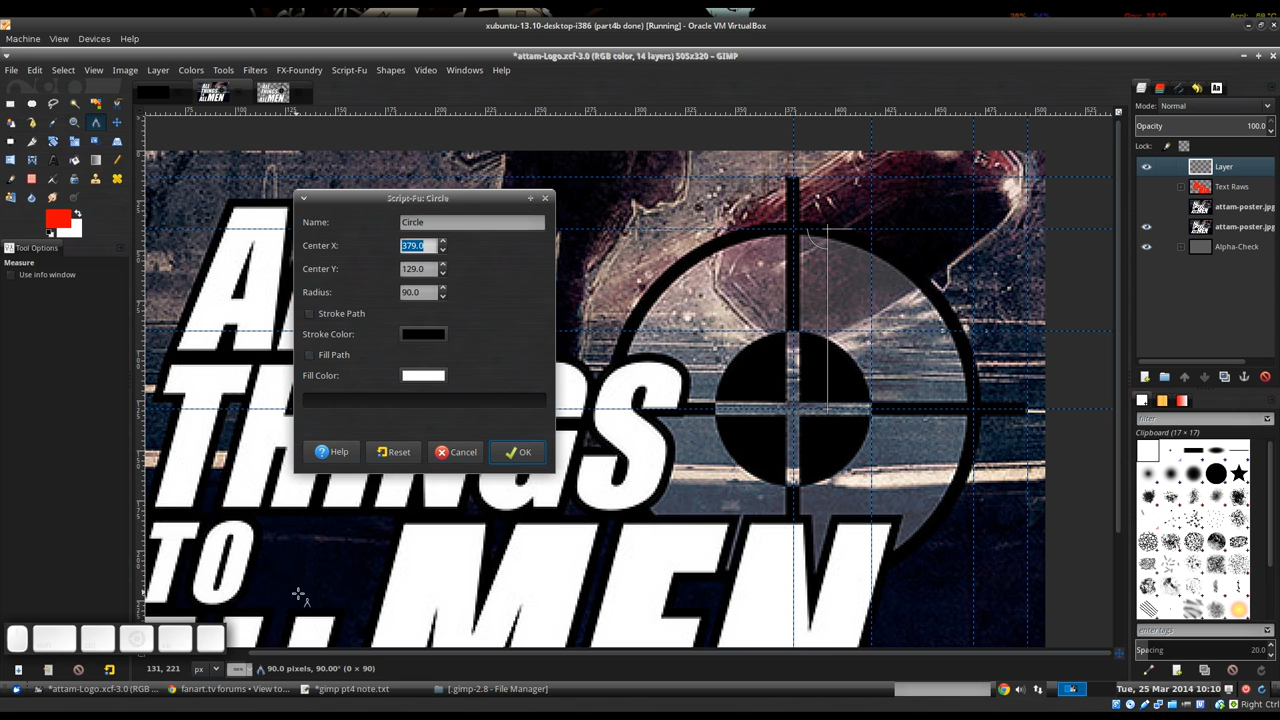 xubuntu-13.10-desktop-i386 (part4b done) [Running] - Oracle VM VirtualBox
Machine View Devices Help
*attam-Logo.xcf-3.0 (RGB color, 14 layers) 505x320 – GIMP
File Edit Select View Image Layer Colors Tools Filters FX-Foundry Script-Fu Shapes Video Windows Help
Mode: Normal
Opacity 100.0
Lock:
Layer
Text Raws
attam-poster.jpg
attam-poster.jpg
Alpha-Check
Tool Options
Measure
Use info window
Script-Fu: Circle
Name: Circle
Center X: 379.0
Center Y: 129.0
Radius: 90.0
Stroke Path
Stroke Color:
Fill Path
Fill Color:
Help Reset Cancel OK
THINGS
TO
MEN
filter
Clipboard (17 × 17)
enter tags
Spacing 20.0
131, 221 px 90.0 pixels, 90.00° (0 × 90)
*attam-Logo.xcf-3.0 (RGB ... fanart.tv forums • View to... *gimp pt4 note.txt [.gimp-2.8 - File Manager] Tue, 25 Mar 2014 10:10
Right Ctrl